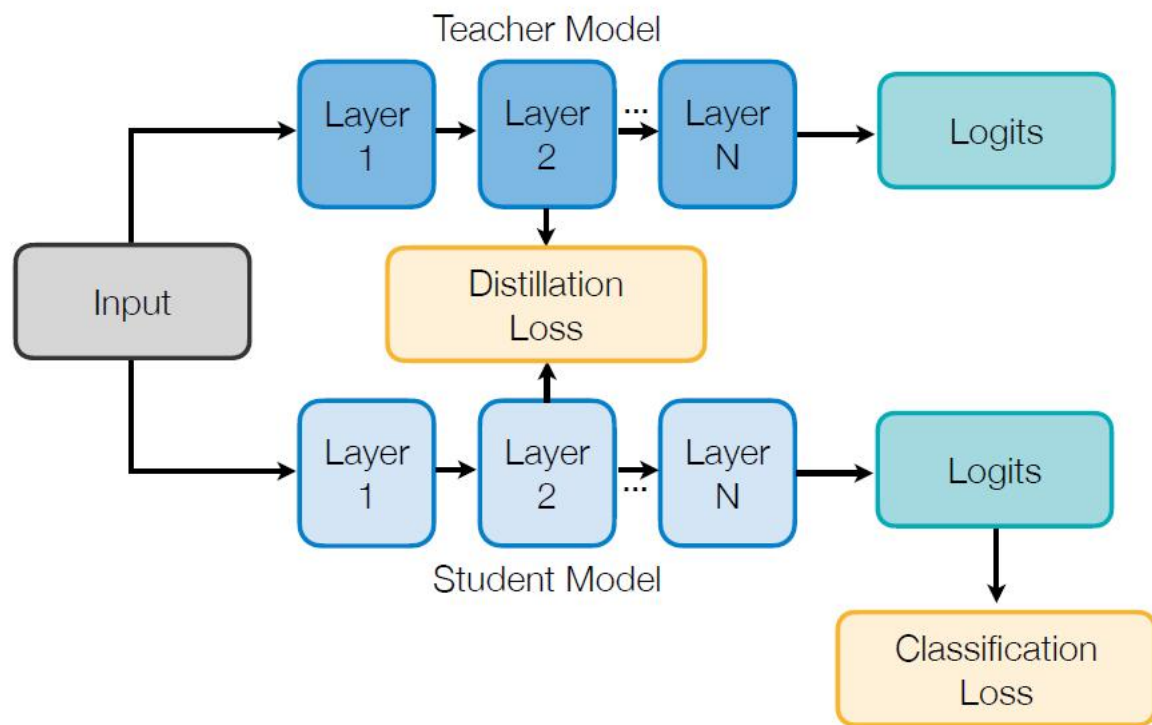 Teacher Model
Layer
1
Layer
2
...
Layer
N
Logits
Input
Distillation
Loss
Layer
1
Layer
2
...
Layer
N
Logits
Student Model
Classification
Loss